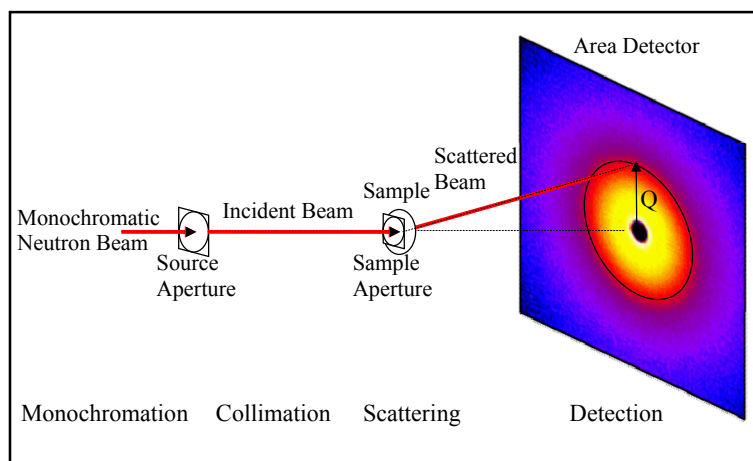 Area Detector
Scattered
Beam
Sample
Q
Monochromatic
Neutron Beam
Incident Beam
Source
Aperture
Sample
Aperture
Monochromation
Collimation
Scattering
Detection